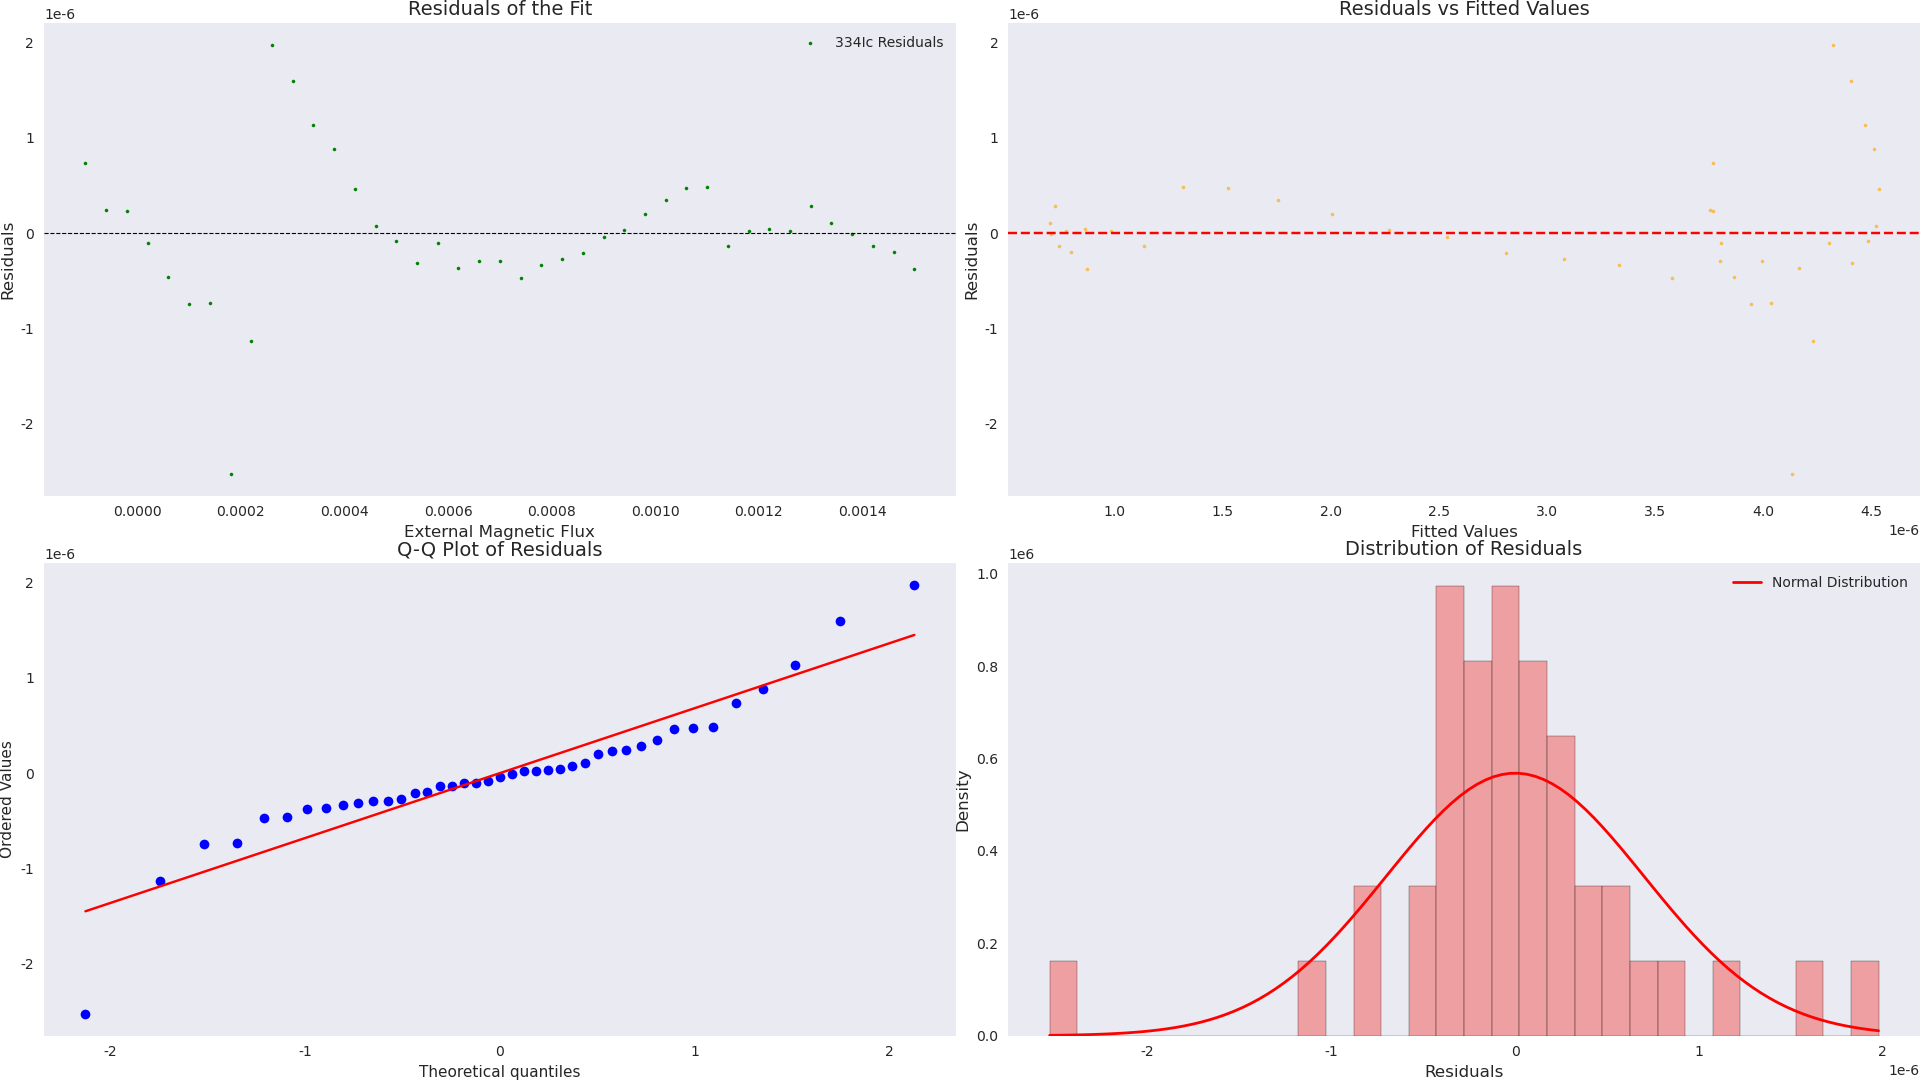 Residuals of the Fit
1e-6
334Ic Residuals
2
1
0
-1
-2
Residuals
0.0000 0.0002 0.0004 0.0006 0.0008 0.0010 0.0012 0.0014
External Magnetic Flux
Residuals vs Fitted Values
1e-6
2
1
0
-1
-2
Residuals
1.0 1.5 2.0 2.5 3.0 3.5 4.0 4.5
1e-6
Fitted Values
Q-Q Plot of Residuals
1e-6
2
1
0
-1
-2
Ordered Values
-2 -1 0 1 2
Theoretical quantiles
Distribution of Residuals
1e6
Normal Distribution
1.0
0.8
0.6
0.4
0.2
0.0
Density
-2 -1 0 1 2
1e-6
Residuals